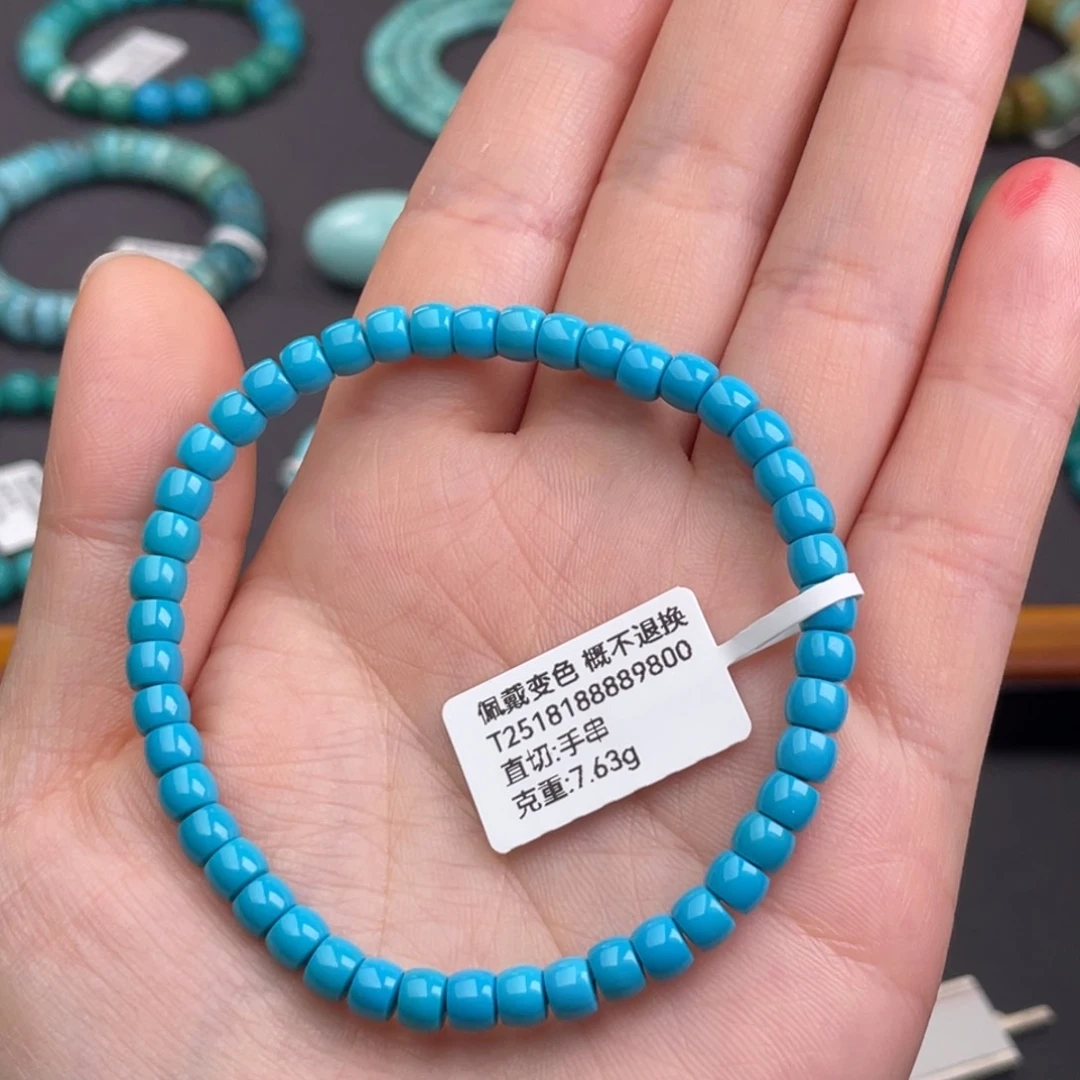 佩戴变色 概不退换
T2518188889800
直切:手串
克重:7.63g